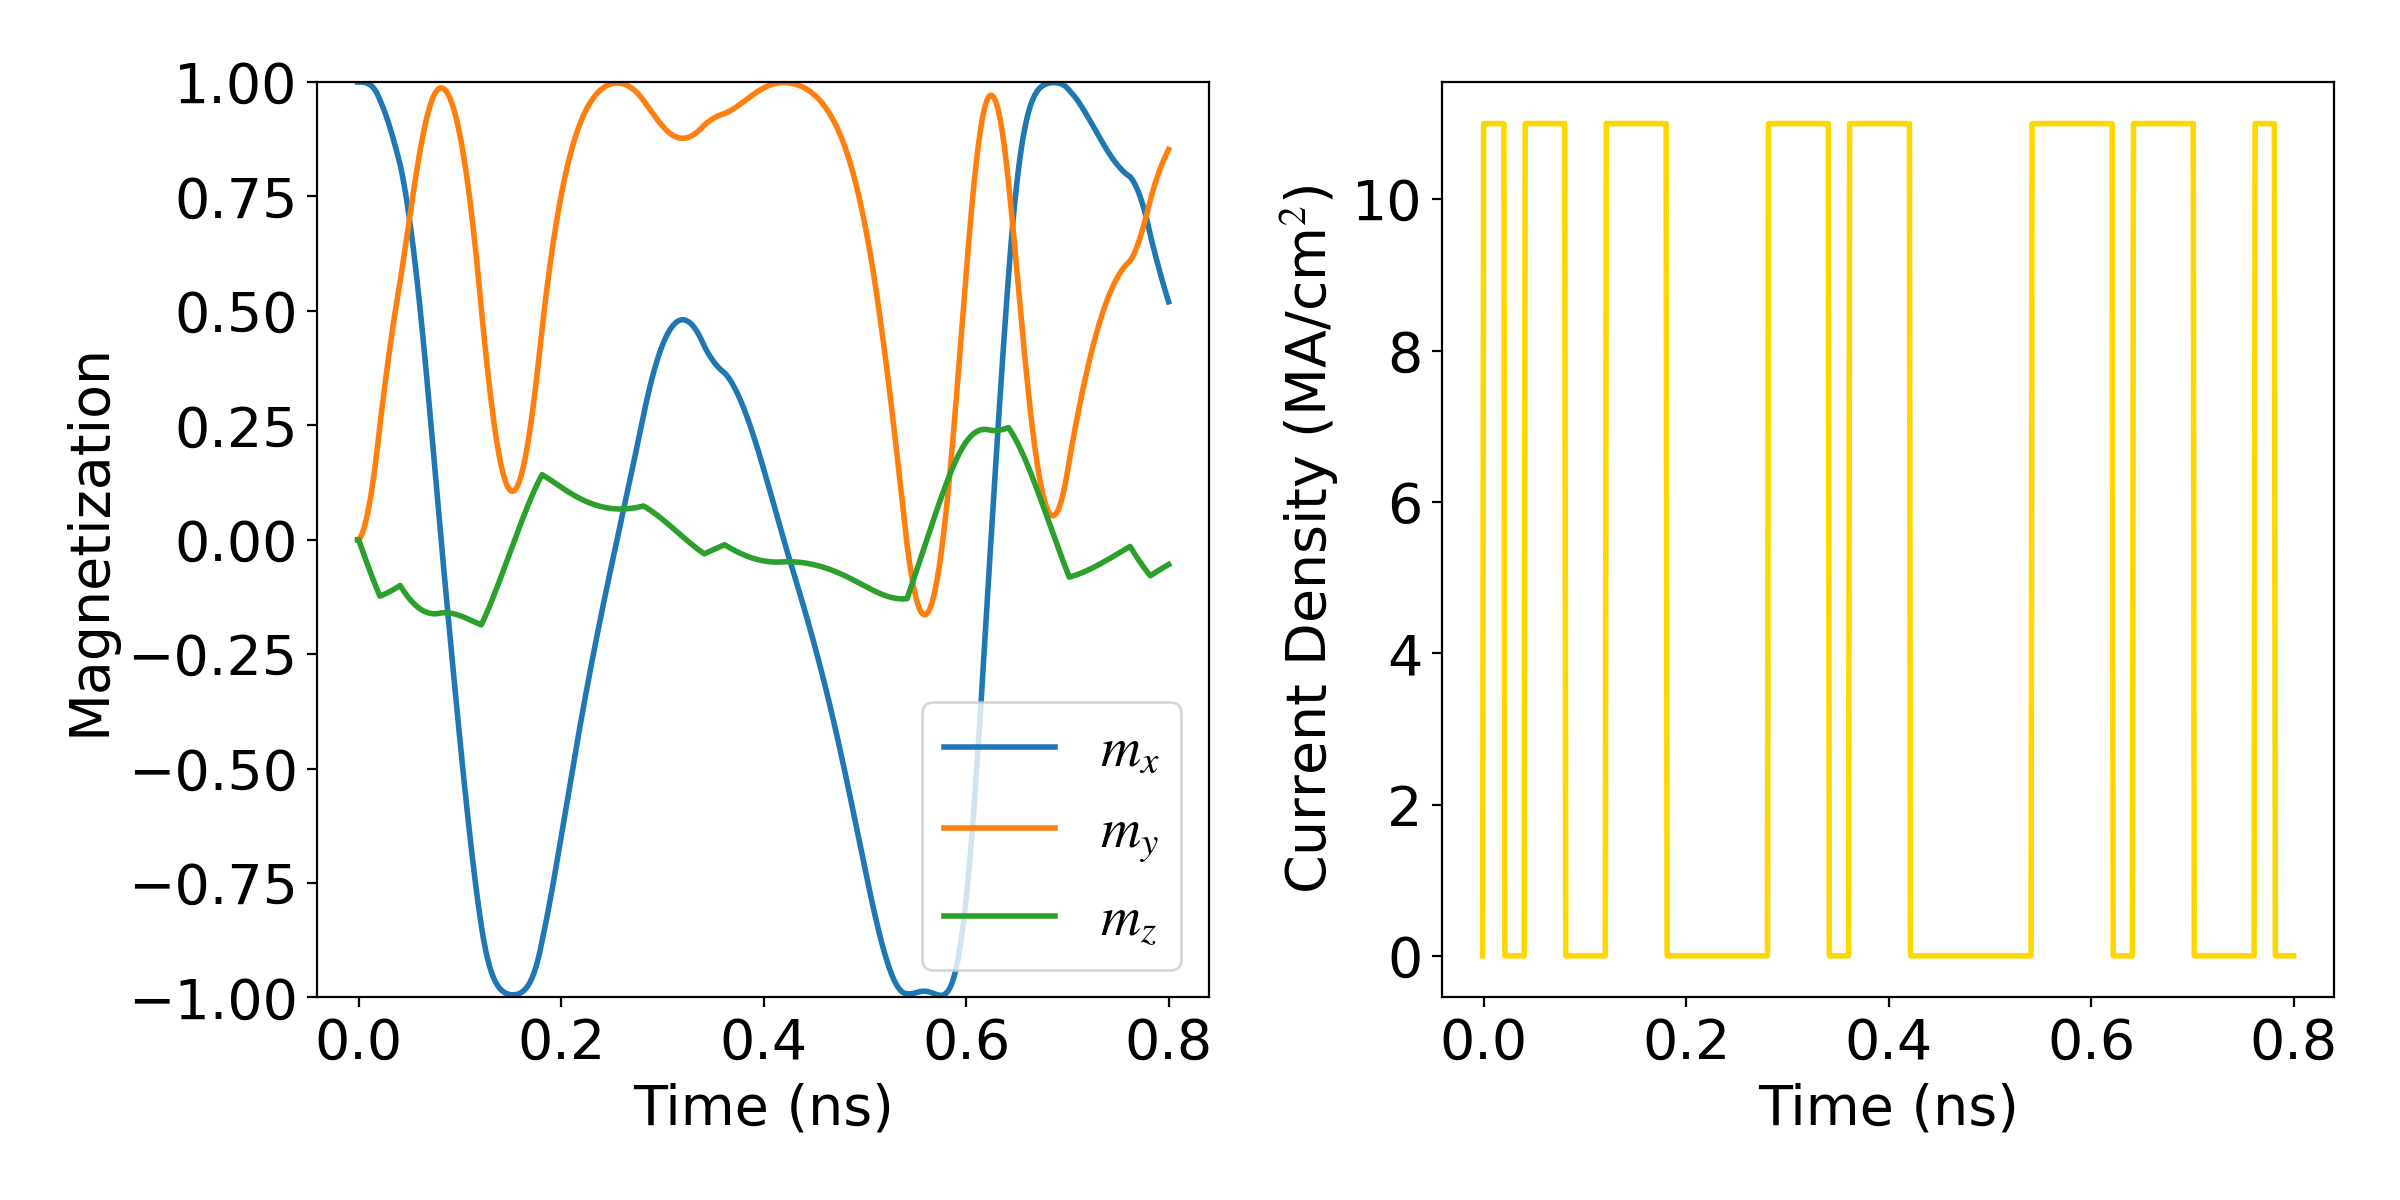 Magnetization
1.00
0.75
0.50
0.25
0.00
−0.25
−0.50
−0.75
−1.00
0.0 0.2 0.4 0.6 0.8
Time (ns)
m_x
m_y
m_z
Current Density (MA/cm²)
10
8
6
4
2
0
0.0 0.2 0.4 0.6 0.8
Time (ns)